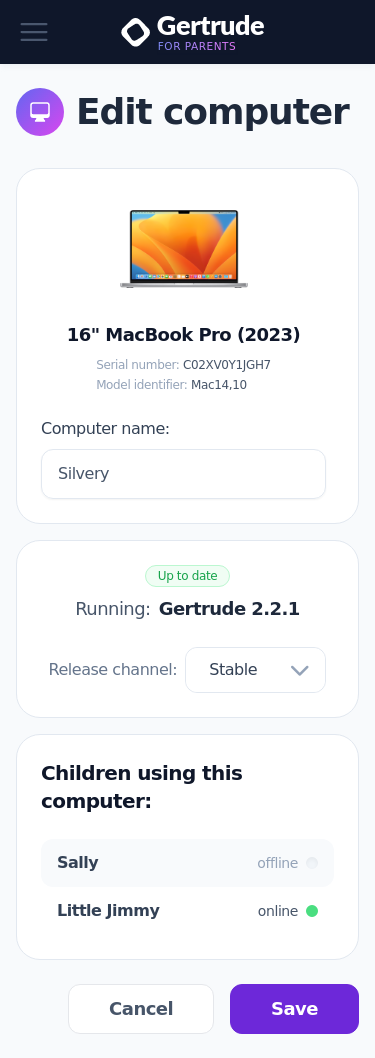 Gertrude
FOR PARENTS
Edit computer
16" MacBook Pro (2023)
Serial number: C02XV0Y1JGH7
Model identifier: Mac14,10
Computer name:
Silvery
Up to date
Running: Gertrude 2.2.1
Release channel: Stable
Children using this
computer:
Sally offline
Little Jimmy online
Cancel Save